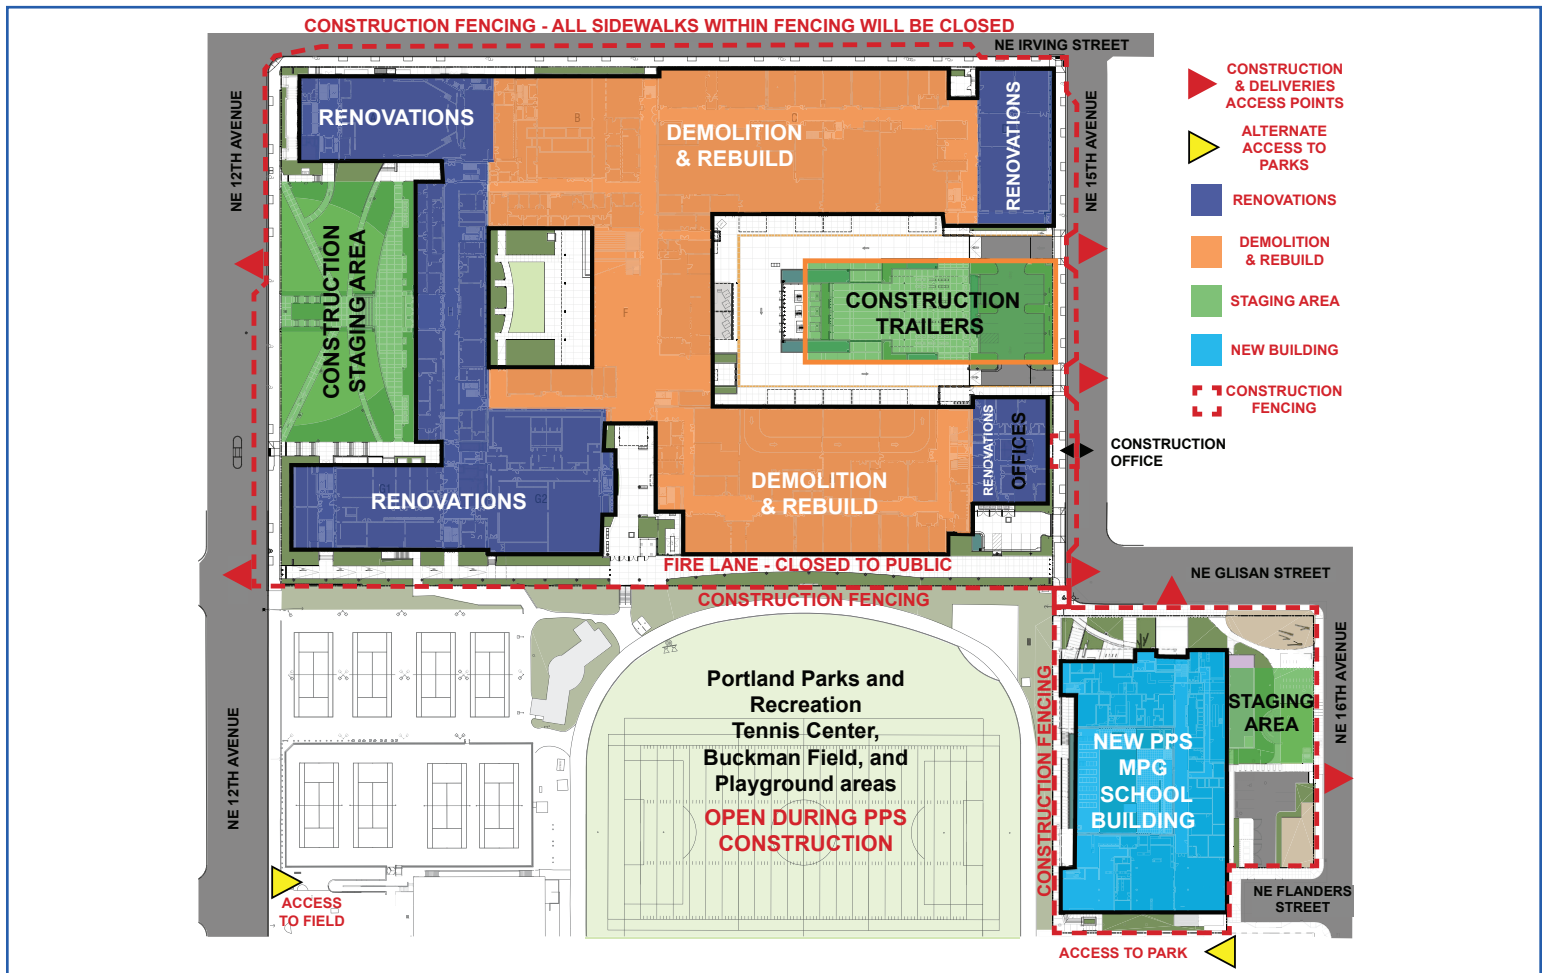 CONSTRUCTION FENCING - ALL SIDEWALKS WITHIN FENCING WILL BE CLOSED
NE IRVING STREET
NE 12TH AVENUE
NE 15TH AVENUE
RENOVATIONS
DEMOLITION
& REBUILD
RENOVATIONS
B
C
CONSTRUCTION
STAGING AREA
F
CONSTRUCTION
TRAILERS
RENOVATIONS
G1
G2
DEMOLITION
& REBUILD
RENOVATIONS
OFFICES
CONSTRUCTION
OFFICE
FIRE LANE - CLOSED TO PUBLIC
CONSTRUCTION FENCING
CONSTRUCTION
& DELIVERIES
ACCESS POINTS
ALTERNATE
ACCESS TO
PARKS
RENOVATIONS
DEMOLITION
& REBUILD
STAGING AREA
NEW BUILDING
CONSTRUCTION
FENCING
NE GLISAN STREET
NE 12TH AVENUE
Portland Parks and
Recreation
Tennis Center,
Buckman Field, and
Playground areas
OPEN DURING PPS
CONSTRUCTION
CONSTRUCTION FENCING
NEW PPS
MPG
SCHOOL
BUILDING
STAGING
AREA
NE 16TH AVENUE
NE FLANDERS
STREET
ACCESS
TO FIELD
ACCESS TO PARK